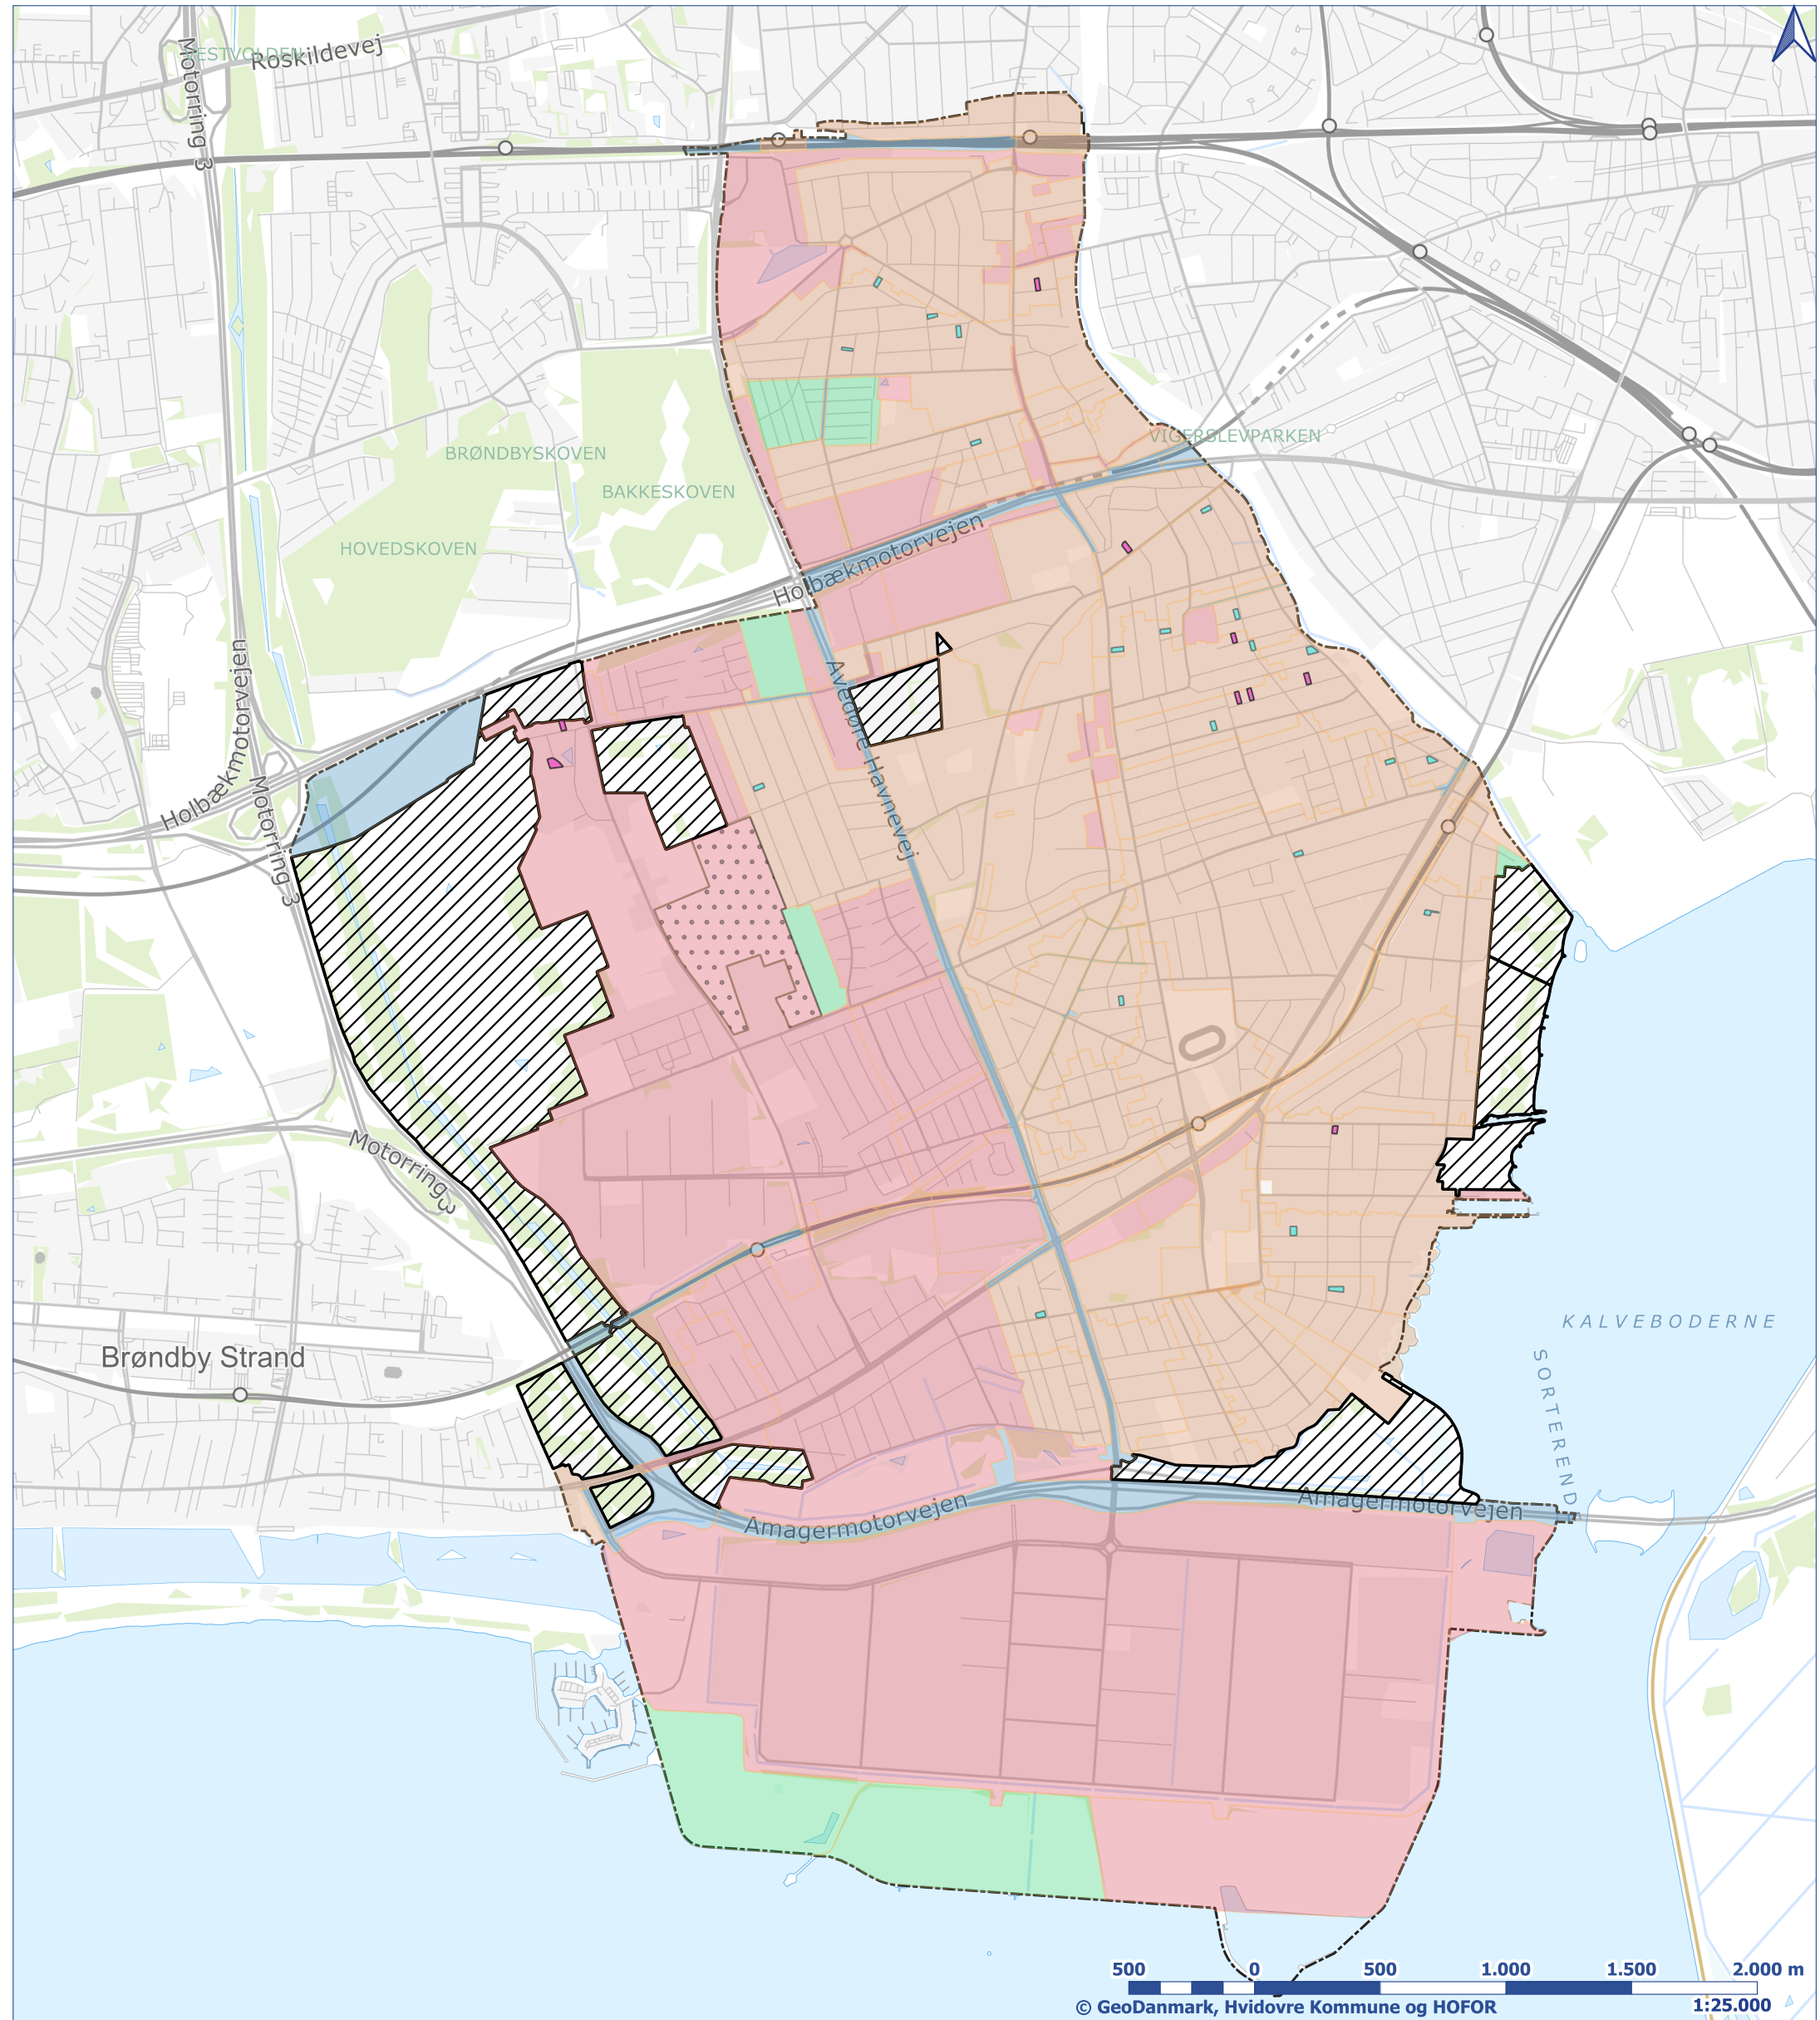 VESTVOLDEN
Roskildevej
Motorring 3
BRØNDBYSKOVEN
BAKKESKOVEN
HOVEDSKOVEN
VIGERSLEVPARKEN
Holbækmotorvejen
Holbækmotorvejen
Avedøre Havnevej
Motorring 3
Motorring 3
Brøndby Strand
KALVEBODERNE
SORTERENDE
Amagermotorvejen
Amagermotorvejen
500 0 500 1.000 1.500 2.000 m
© GeoDanmark, Hvidovre Kommune og HOFOR
1:25.000